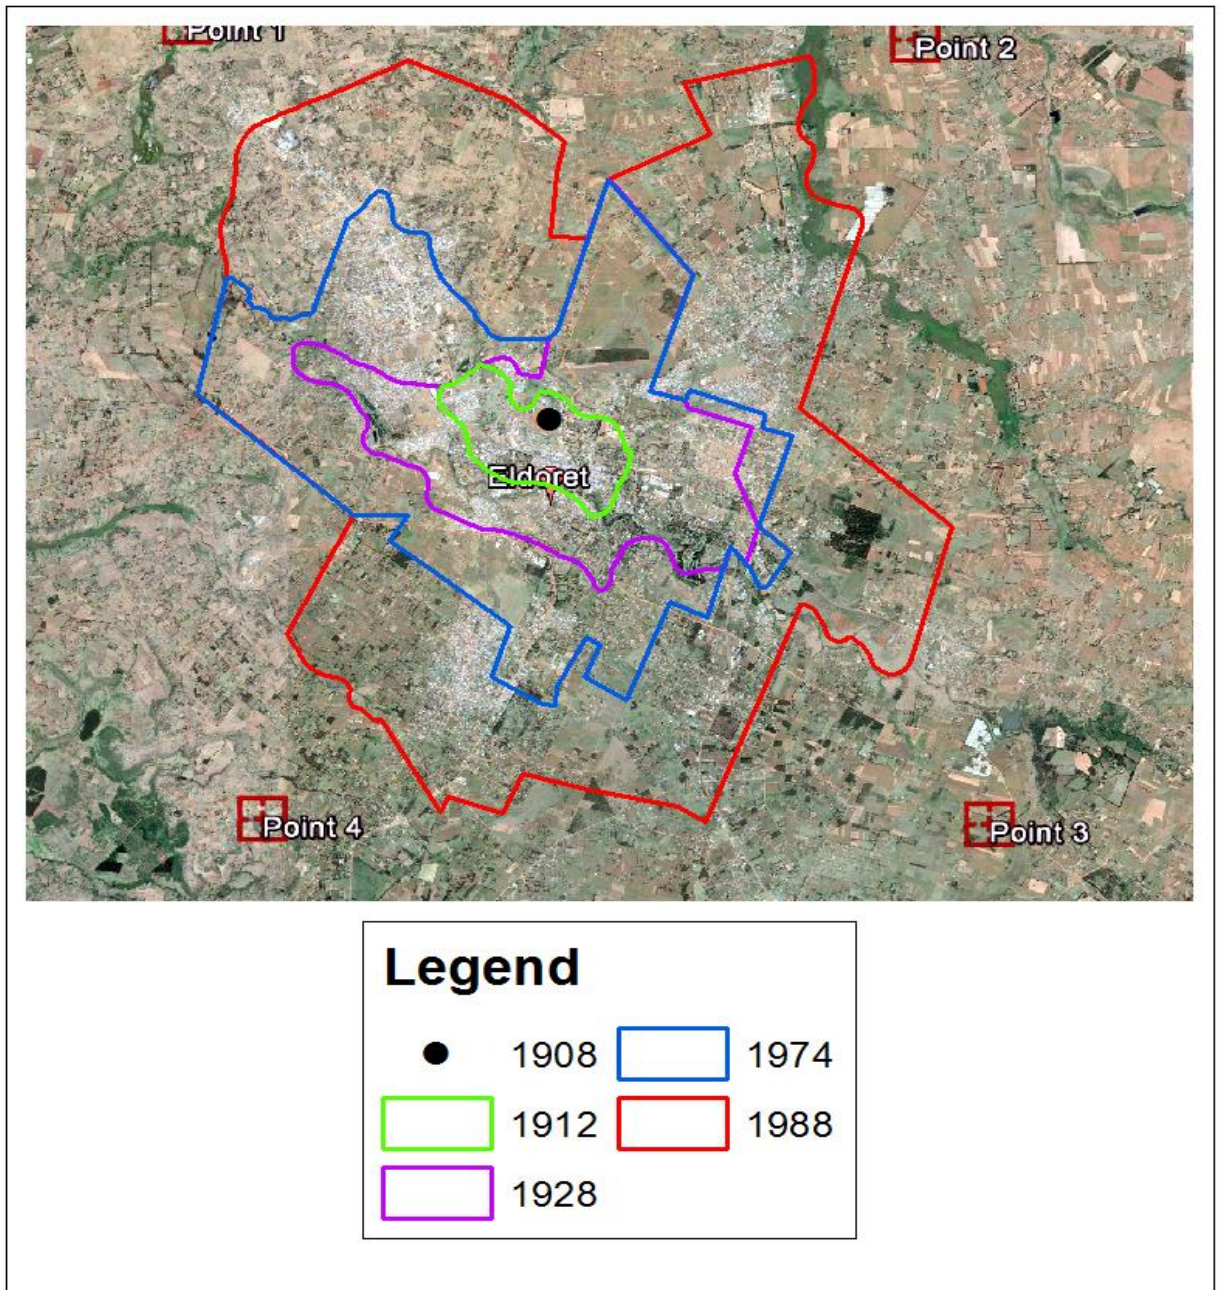 Point 1
Point 2
Eldoret
Point 4
Point 3
Legend
1908
1974
1912
1988
1928